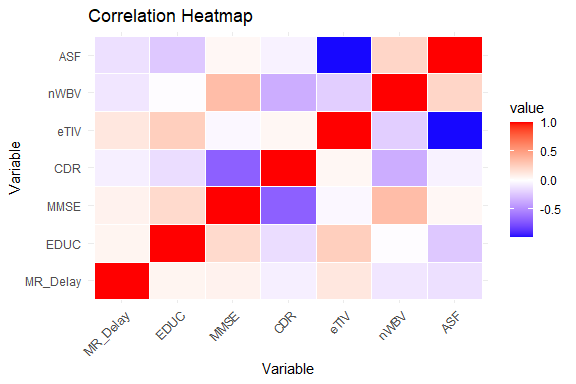 Correlation Heatmap
Variable
ASF
nWBV
eTIV
CDR
MMSE
EDUC
MR_Delay
MR_Delay
EDUC
MMSE
CDR
eTIV
nWBV
ASF
Variable
value
1.0
0.5
0.0
-0.5